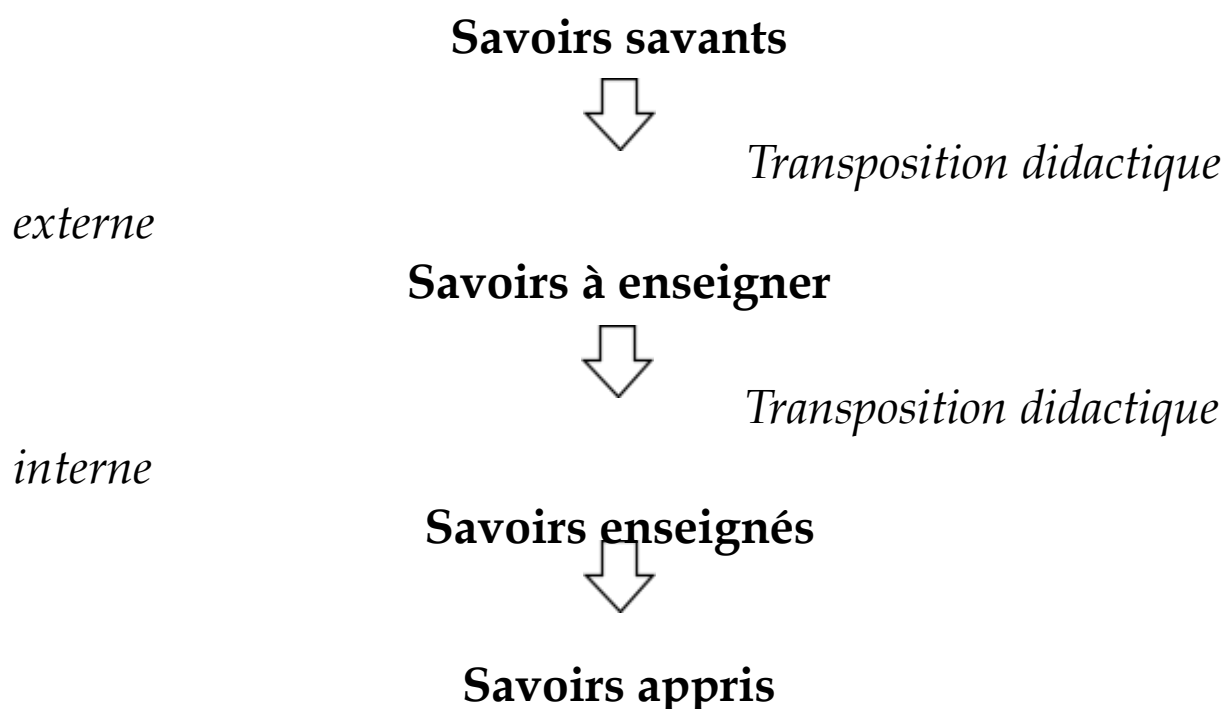 Savoirs savants
Transposition didactique
externe
Savoirs à enseigner
Transposition didactique
interne
Savoirs enseignés
Savoirs appris